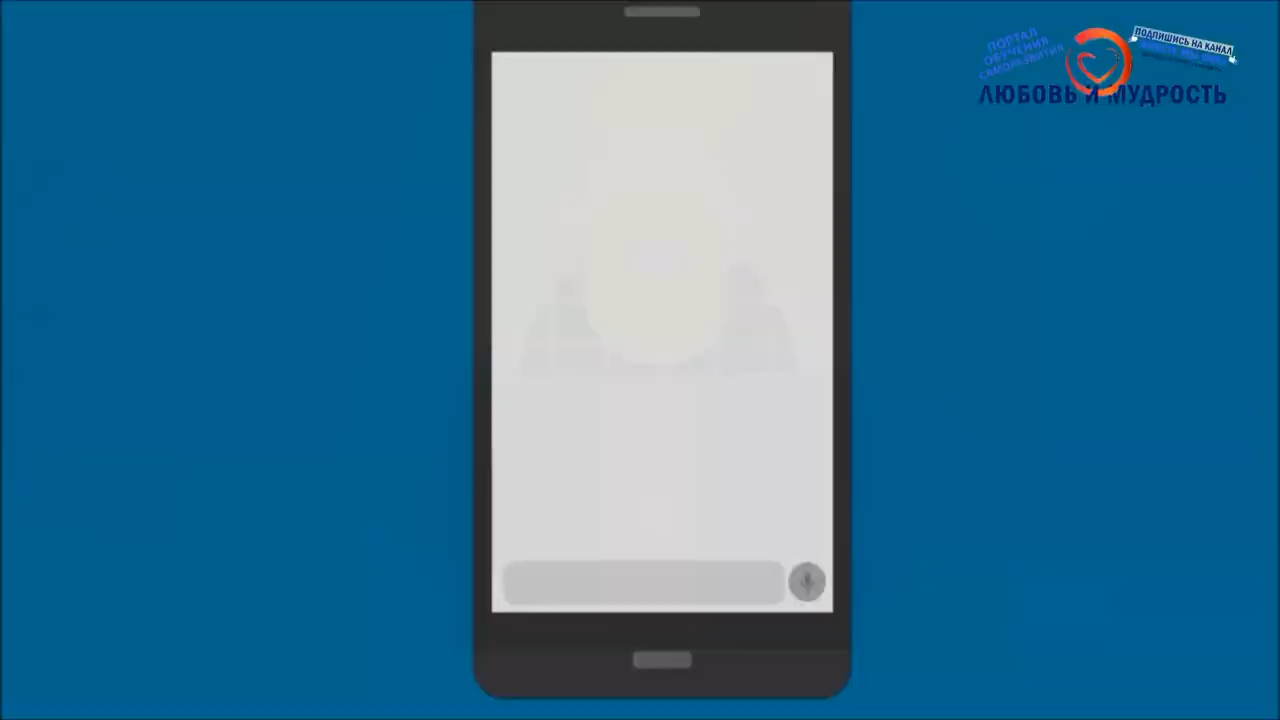 ПОРТАЛ
ОБУЧЕНИЯ
САМОРАЗВИТИЯ
ПОДПИШИСЬ НА КАНАЛ
ЛЮБОВЬ И МУДРОСТЬ